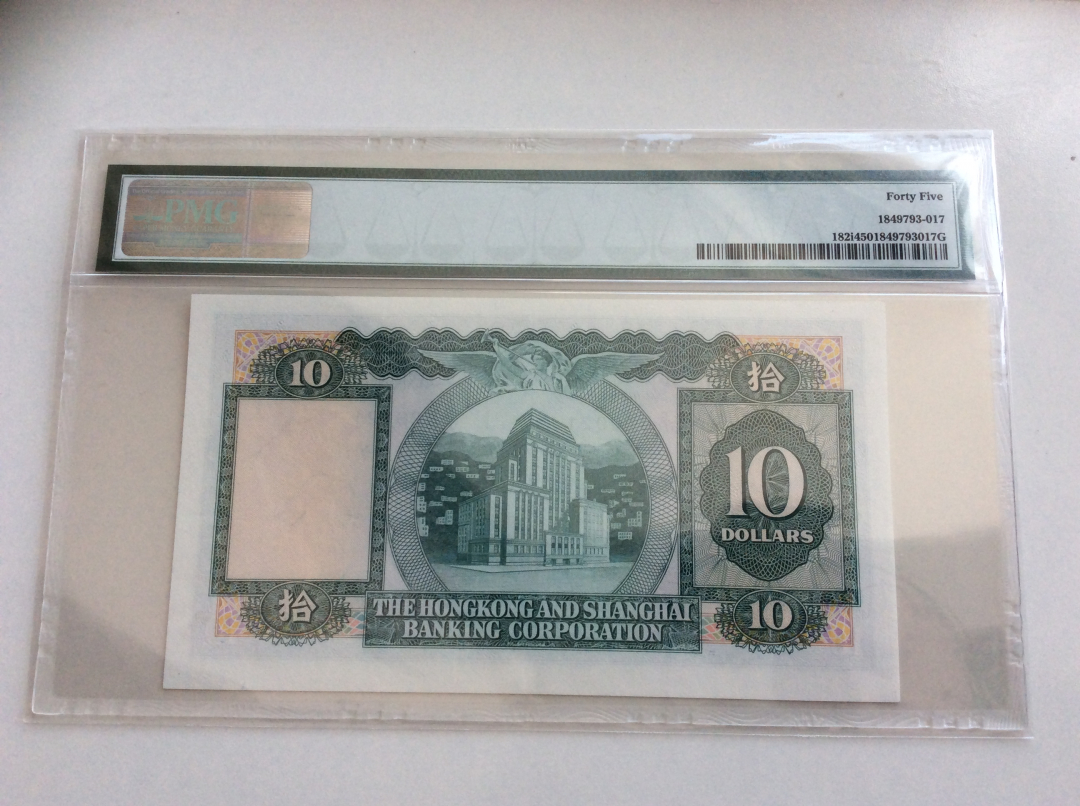 PMG
Forty Five
1849793-017
182i4501849793017G
10
拾
10
DOLLARS
拾
THE HONGKONG AND SHANGHAI
BANKING CORPORATION
10